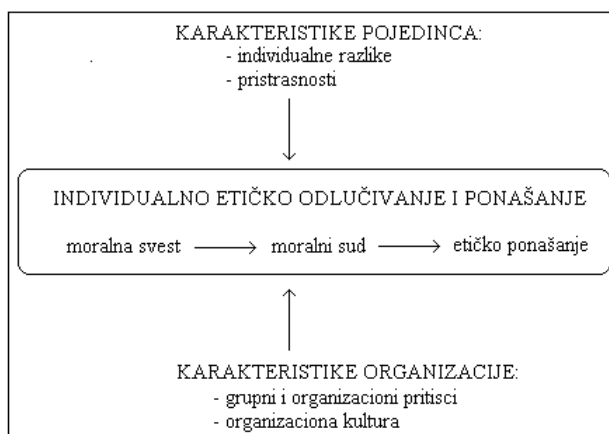 KARAKTERISTIKE POJEDINCA:
- individualne razlike
- pristrasnosti
INDIVIDUALNO ETIČKO ODLUČIVANJE I PONAŠANJE
moralna svest moralni sud etičko ponašanje
KARAKTERISTIKE ORGANIZACIJE:
- grupni i organizacioni pritisci
- organizaciona kultura